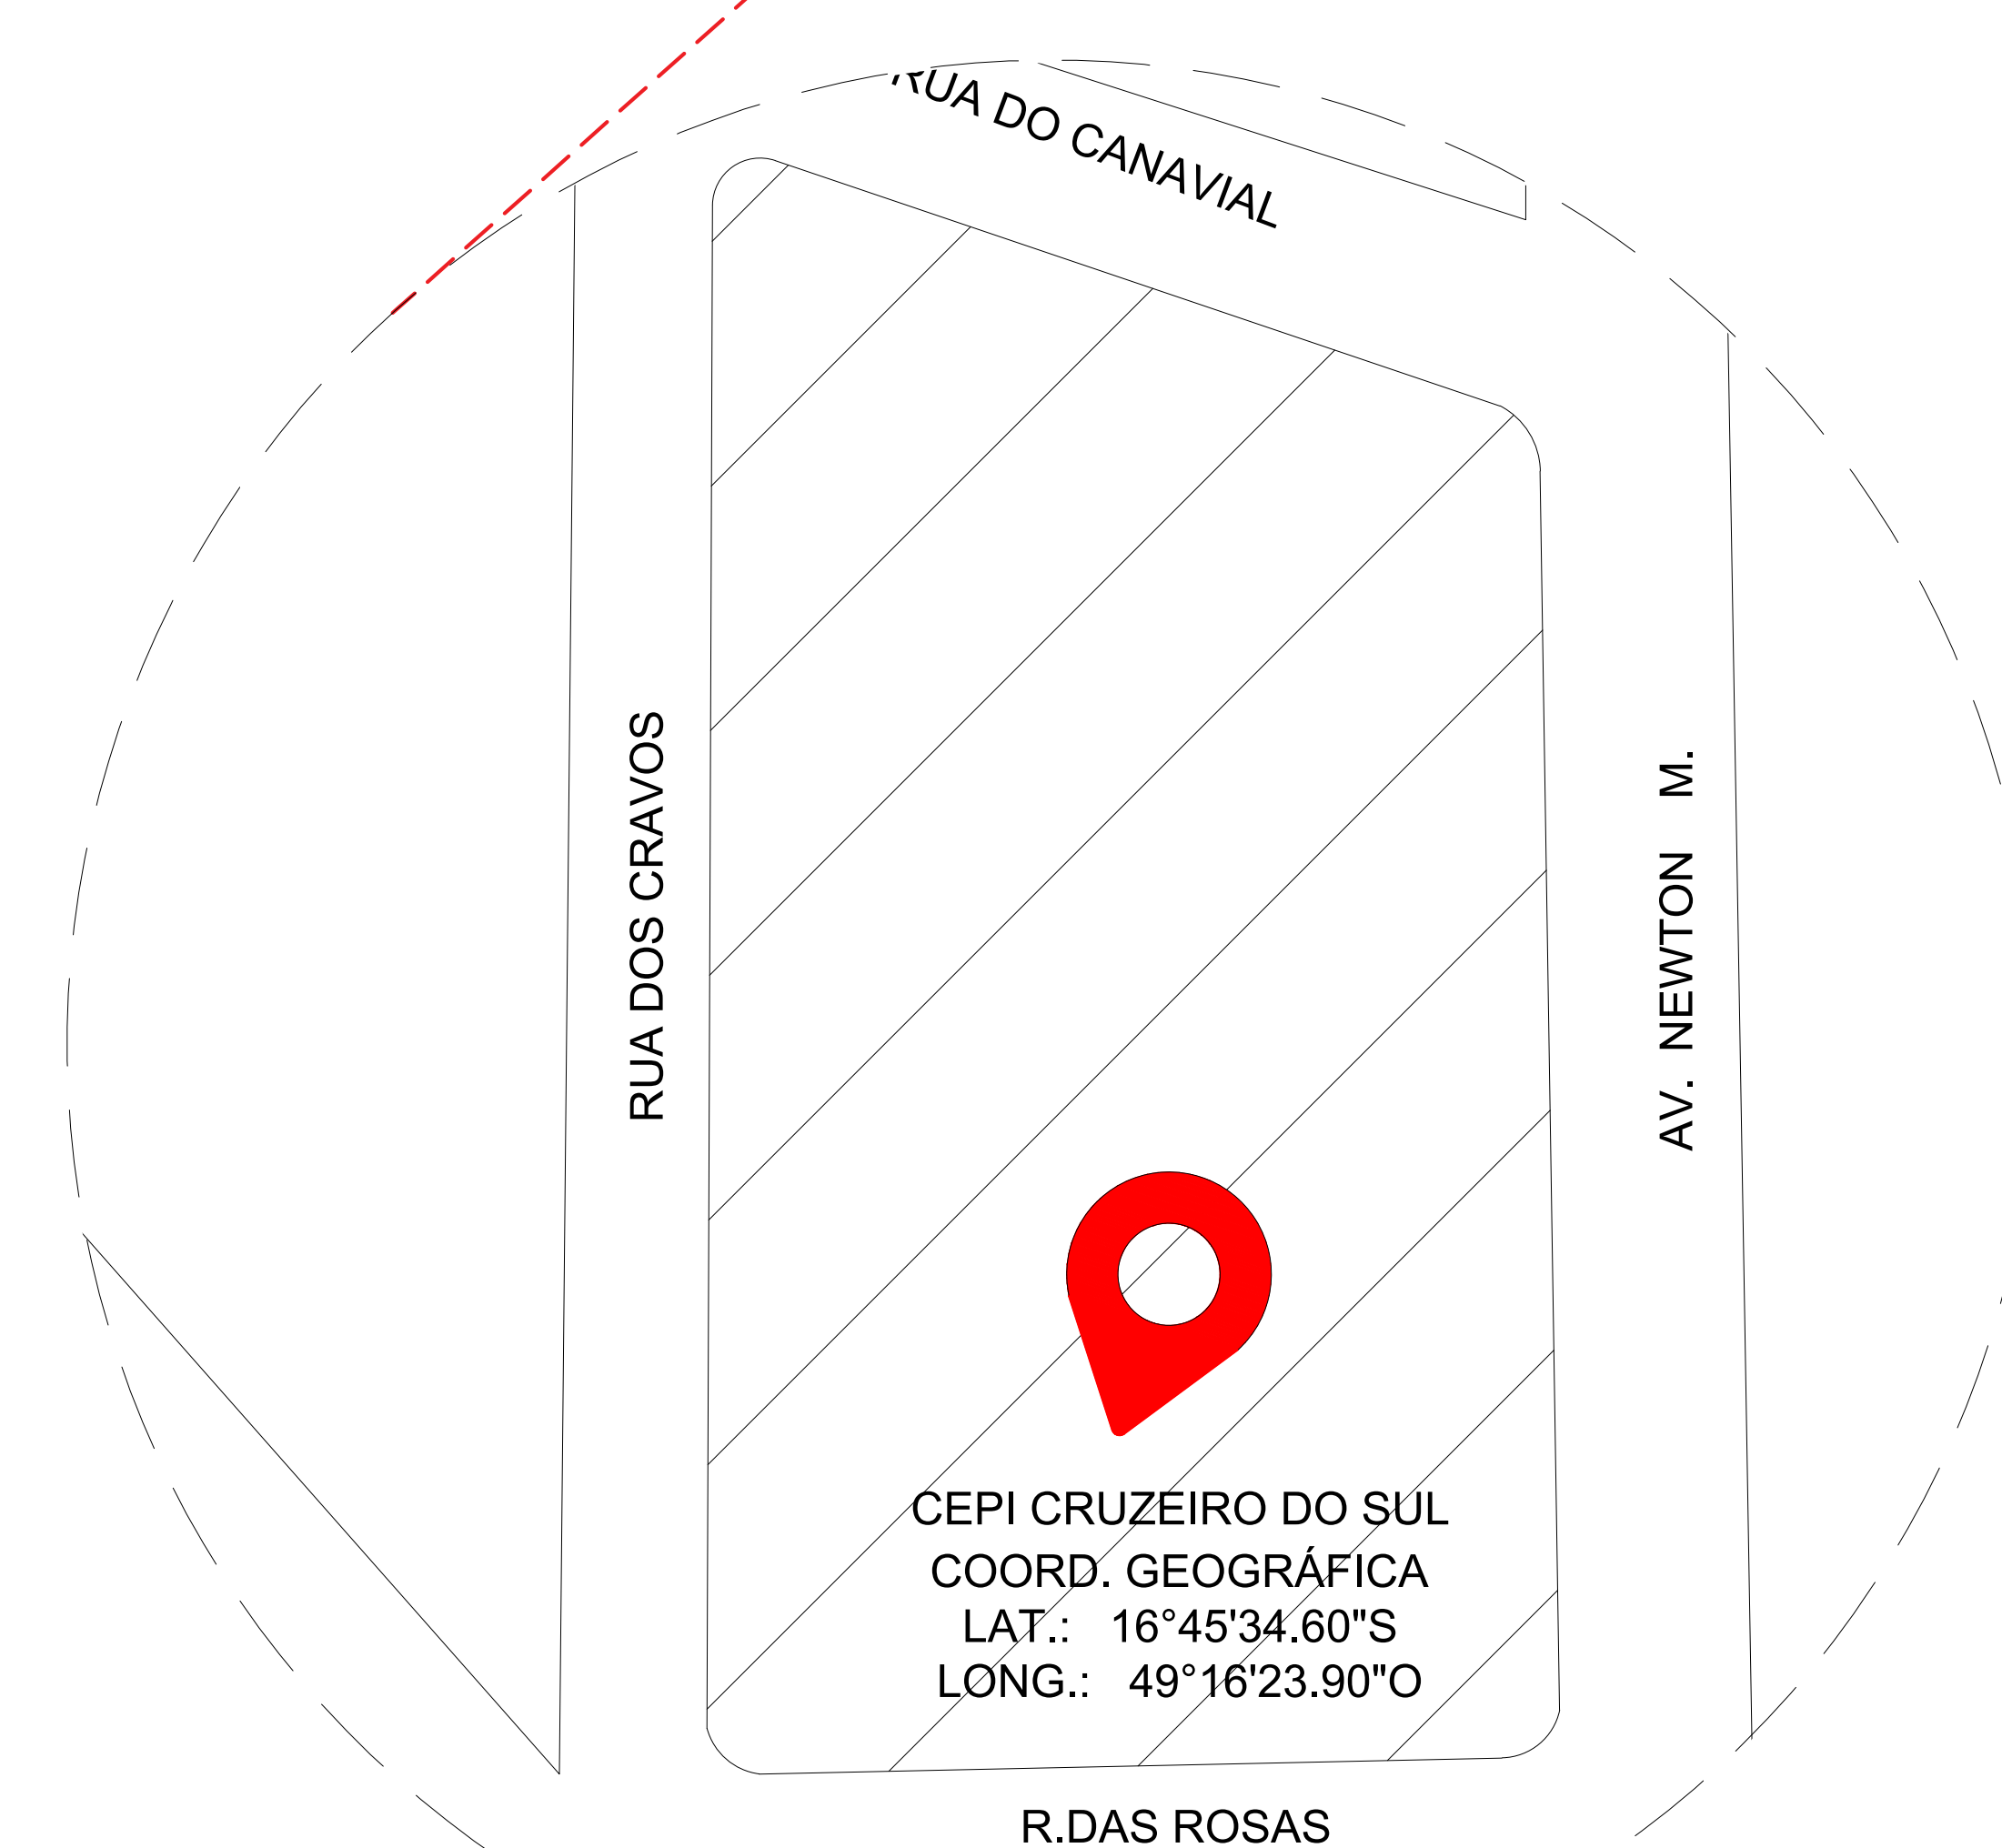 RUA DO CANAVIAL
RUA DOS CRAVOS
AV. NEWTON M.
CEPI CRUZEIRO DO SUL
COORD. GEOGRÁFICA
LAT.: 16°45'34.60"S
LONG.: 49°16'23.90"O
R.DAS ROSAS